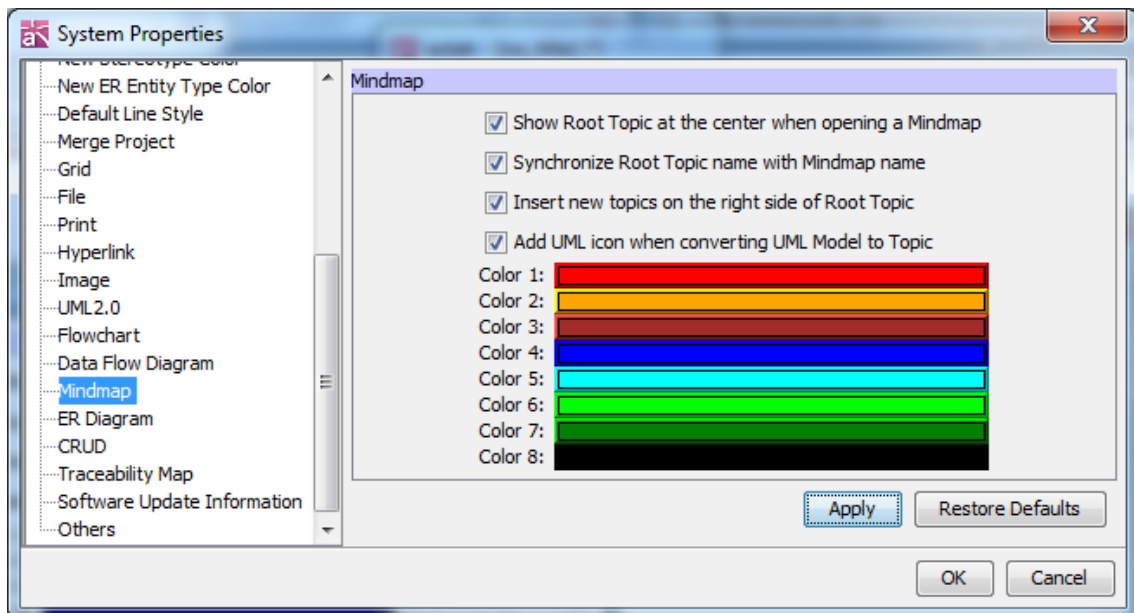 System Properties
New Stereotype Color
New ER Entity Type Color
Default Line Style
Merge Project
Grid
File
Print
Hyperlink
Image
UML2.0
Flowchart
Data Flow Diagram
Mindmap
ER Diagram
CRUD
Traceability Map
Software Update Information
Others
Mindmap
Show Root Topic at the center when opening a Mindmap
Synchronize Root Topic name with Mindmap name
Insert new topics on the right side of Root Topic
Add UML icon when converting UML Model to Topic
Color 1:
Color 2:
Color 3:
Color 4:
Color 5:
Color 6:
Color 7:
Color 8:
Apply
Restore Defaults
OK
Cancel